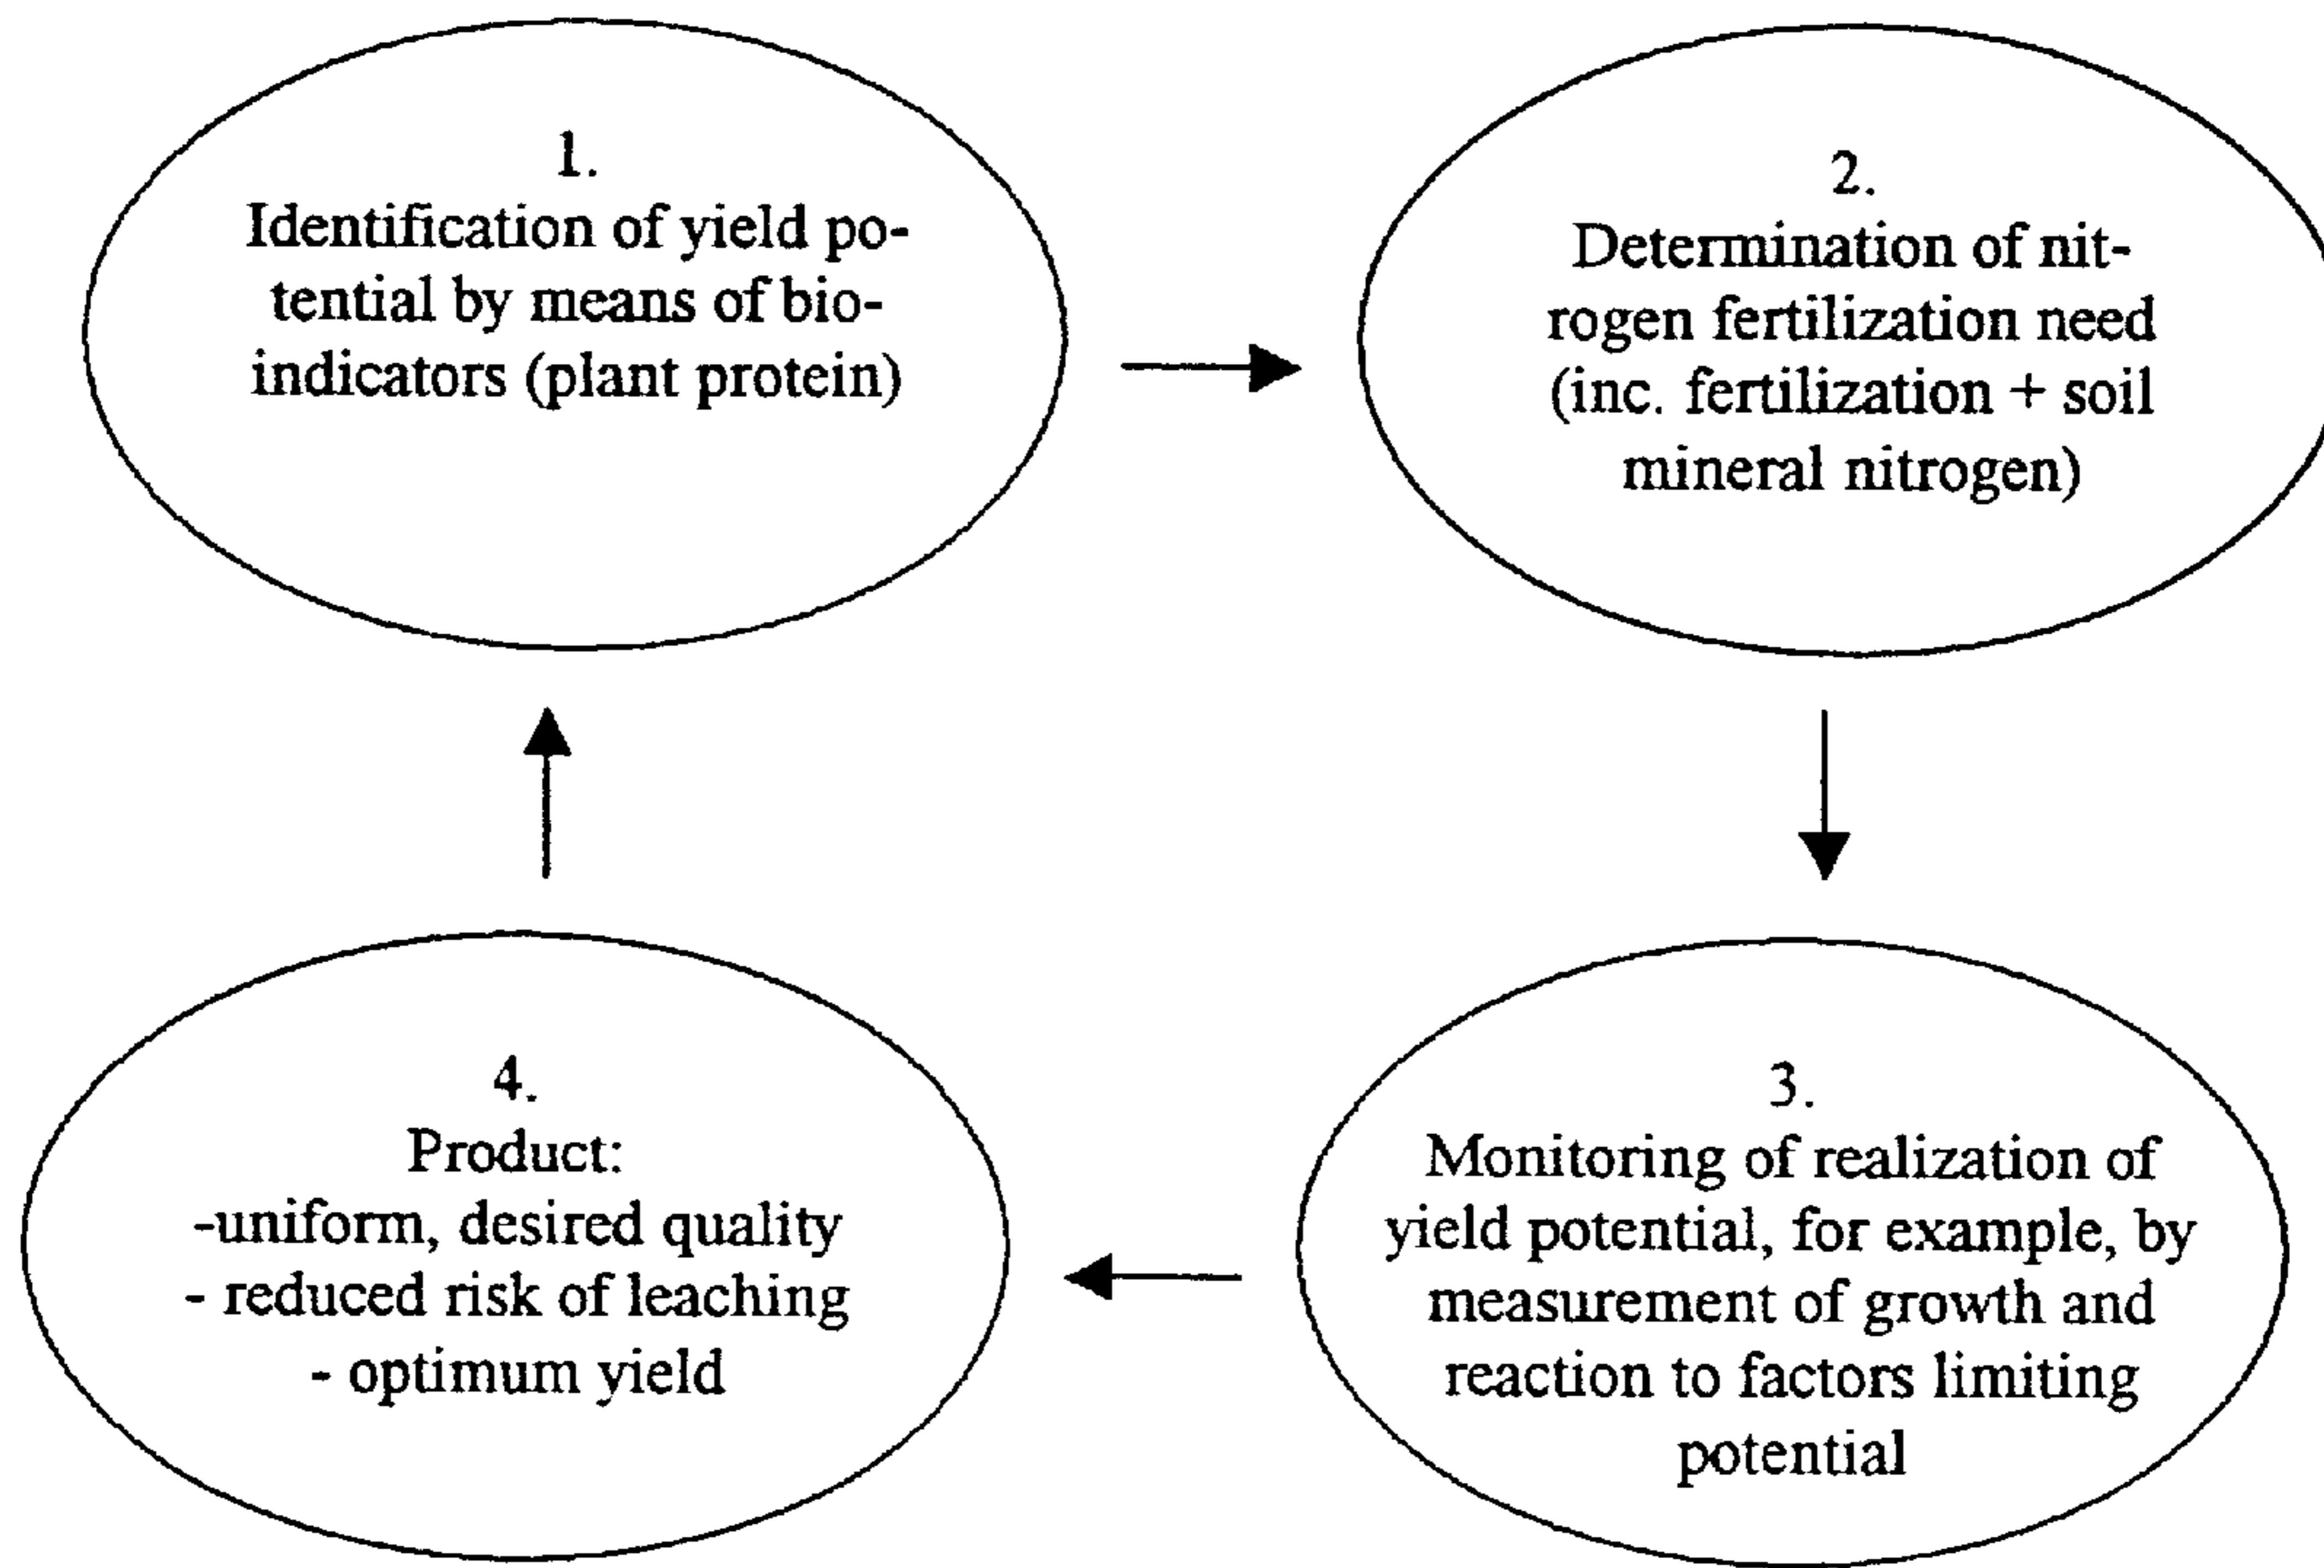 1.
Identification of yield po-
tential by means of bio-
indicators (plant protein)
2.
Determination of nit-
rogen fertilization need
(inc. fertilization + soil
mineral nitrogen)
3.
Monitoring of realization of
yield potential, for example, by
measurement of growth and
reaction to factors limiting
potential
4.
Product:
-uniform, desired quality
- reduced risk of leaching
- optimum yield